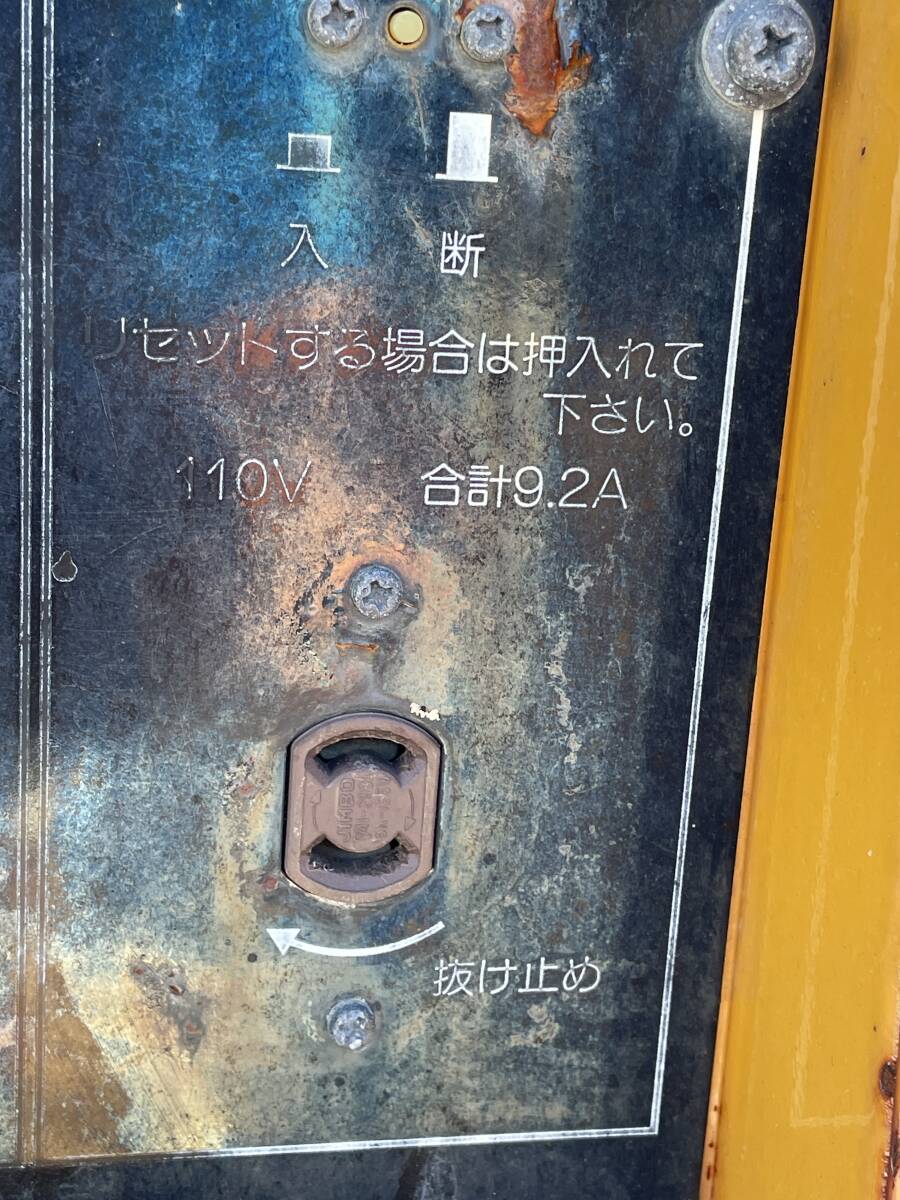 入 断
リセットする場合は押入れて
下さい。
110V 合計9.2A
JIMBO
抜け止め